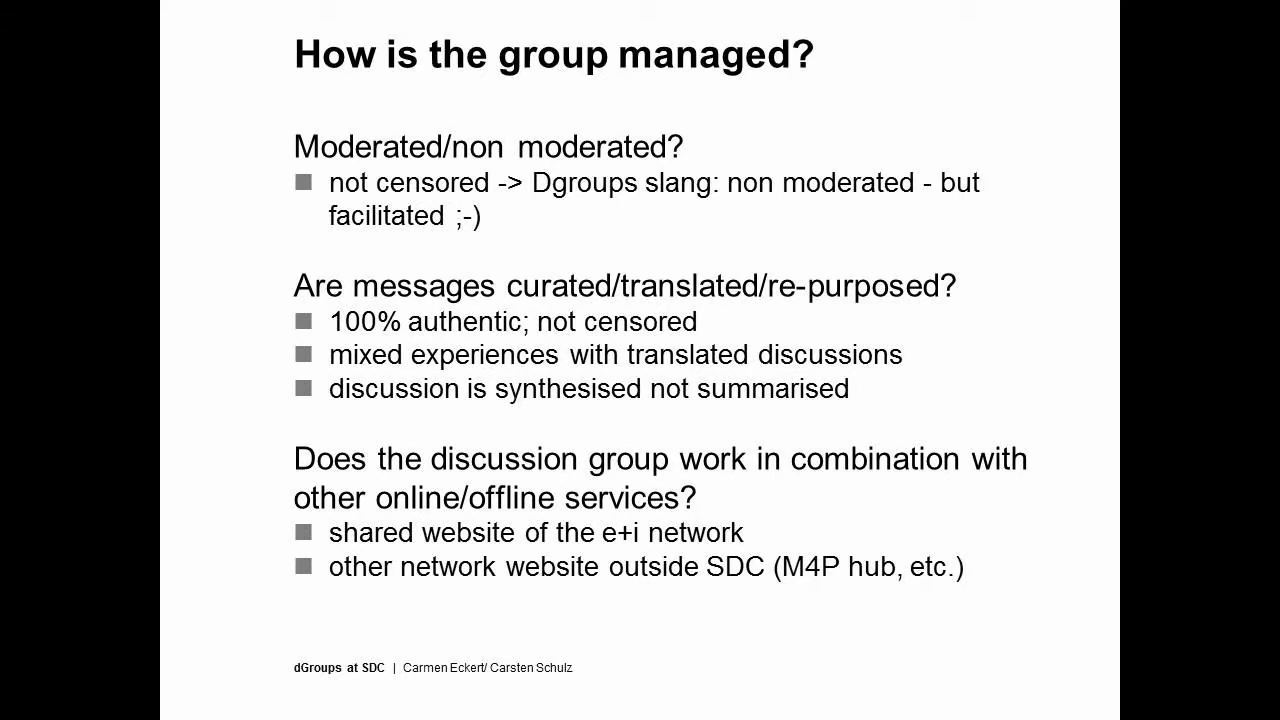 How is the group managed?
Moderated/non moderated?
not censored -> Dgroups slang: non moderated - but
facilitated ;-)
Are messages curated/translated/re-purposed?
100% authentic; not censored
mixed experiences with translated discussions
discussion is synthesised not summarised
Does the discussion group work in combination with
other online/offline services?
shared website of the e+i network
other network website outside SDC (M4P hub, etc.)
dGroups at SDC | Carmen Eckert/ Carsten Schulz